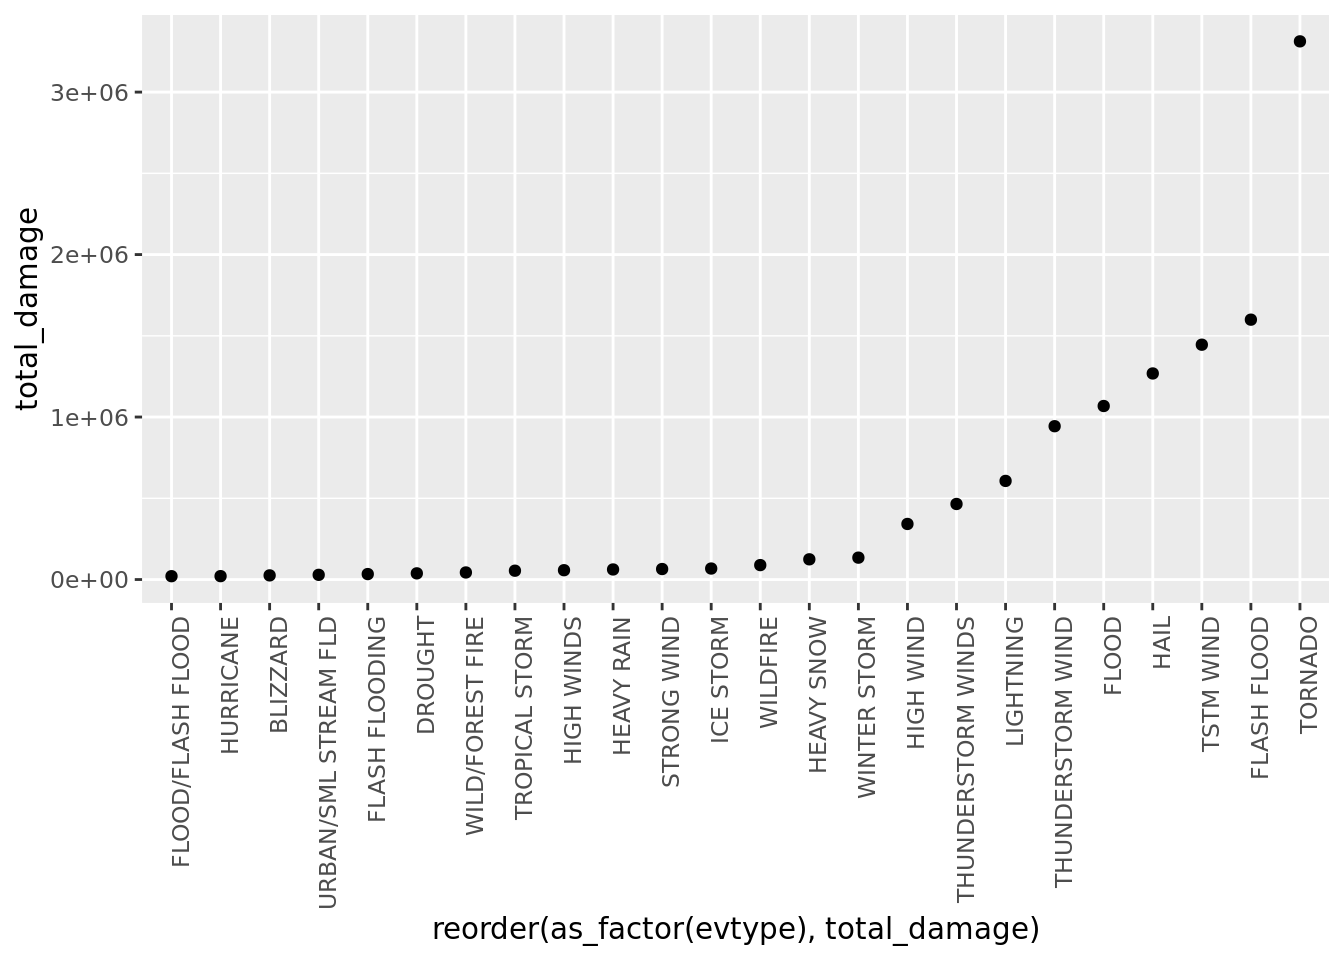 total_damage
3e+06
2e+06
1e+06
0e+00
FLOOD/FLASH FLOOD
HURRICANE
BLIZZARD
URBAN/SML STREAM FLD
FLASH FLOODING
DROUGHT
WILD/FOREST FIRE
TROPICAL STORM
HIGH WINDS
HEAVY RAIN
STRONG WIND
ICE STORM
WILDFIRE
HEAVY SNOW
WINTER STORM
HIGH WIND
THUNDERSTORM WINDS
LIGHTNING
THUNDERSTORM WIND
FLOOD
HAIL
TSTM WIND
FLASH FLOOD
TORNADO
reorder(as_factor(evtype), total_damage)